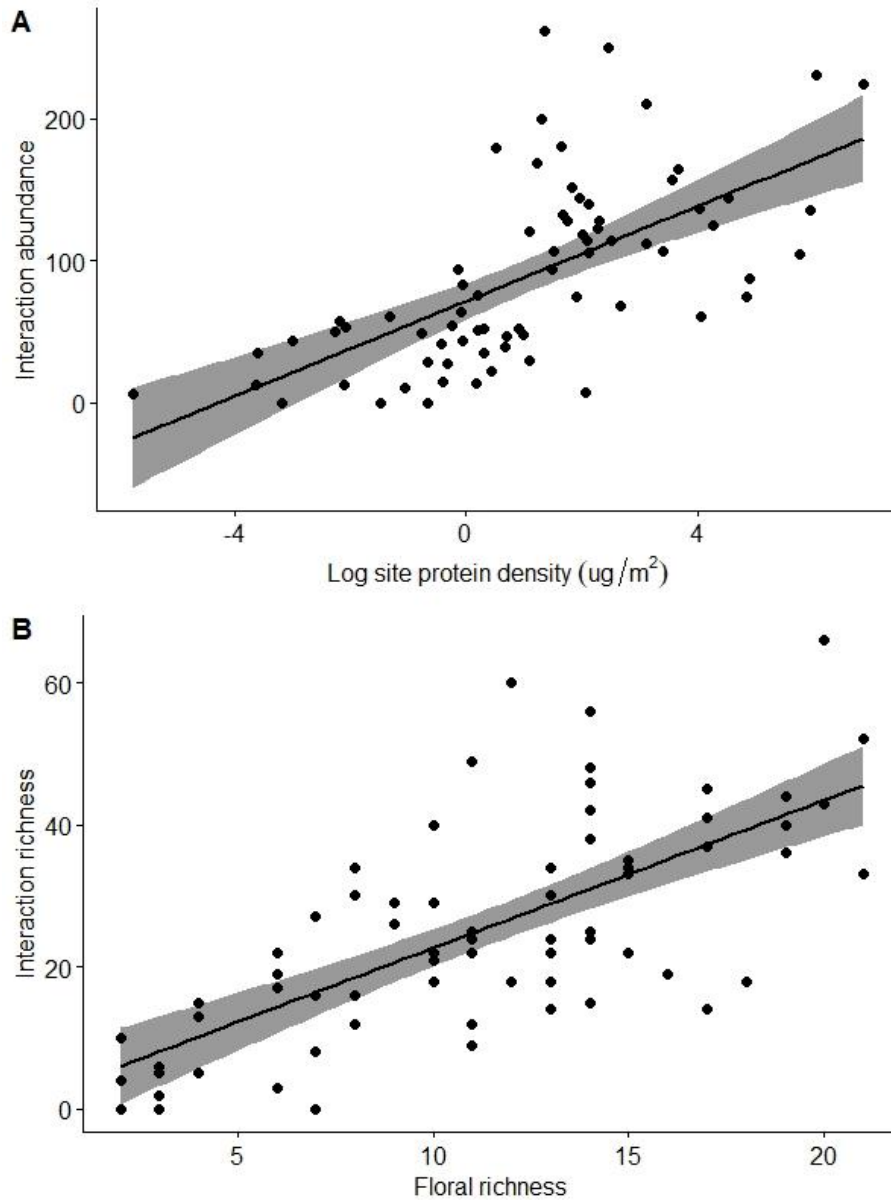 A
Interaction abundance
200
100
0
-4
0
4
Log site protein density (ug/m²)
B
Interaction richness
60
40
20
0
5
10
15
20
Floral richness